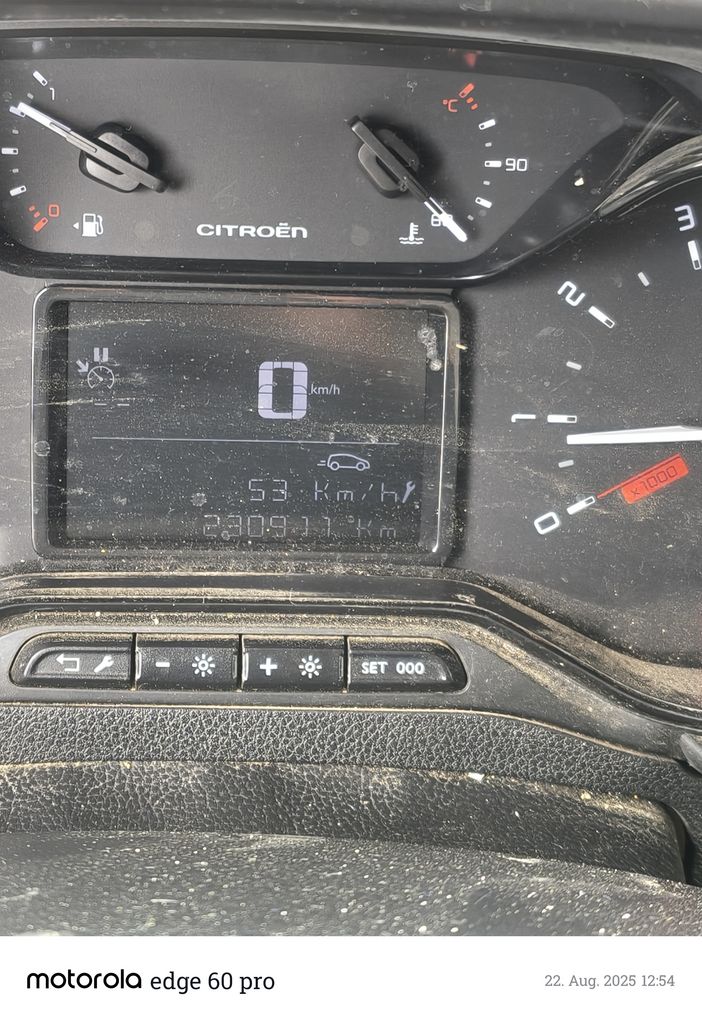 1
°C
90
0
60
CITROËN
3
2
1
0
x1000
0 km/h
53 Km/h
230911 Km
- 
+
SET 000
motorola edge 60 pro
22. Aug. 2025 12:54